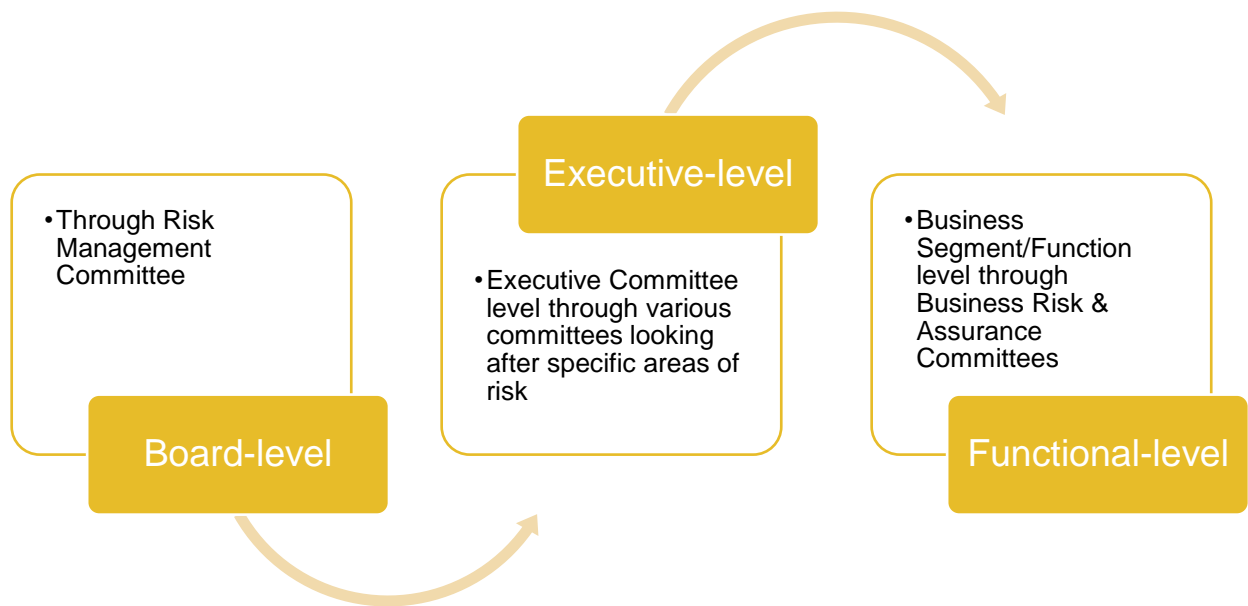 •Through Risk
Management
Committee
Board-level
Executive-level
•Executive Committee
level through various
committees looking
after specific areas of
risk
•Business
Segment/Function
level through
Business Risk &
Assurance
Committees
Functional-level